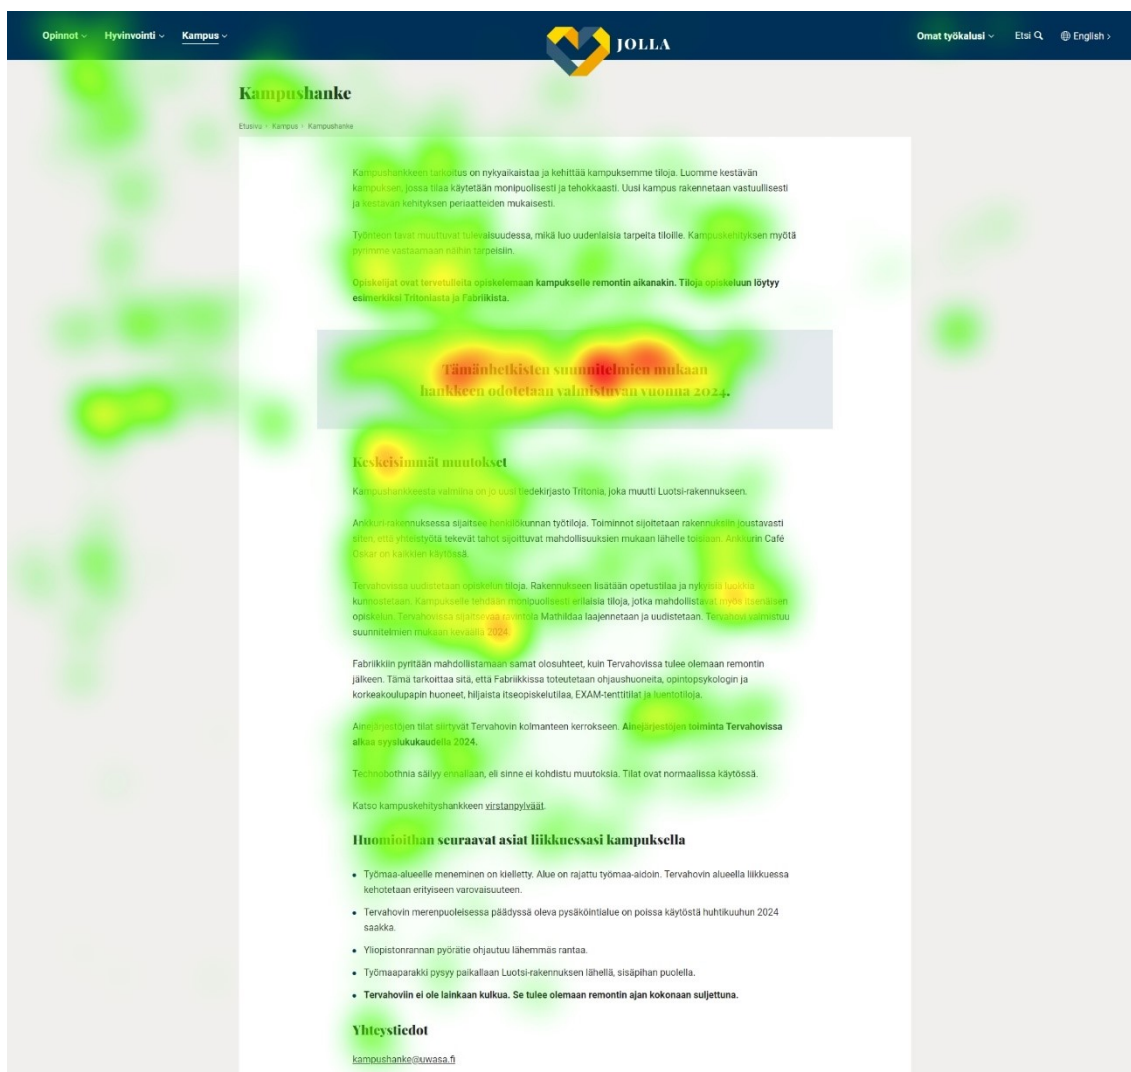 Opinnot Hyvinvointi Kampus JOLLA Omat työkalusi Etsi English
Kampushanke
Etusivu Kampus Kampushanke
Kampushankkeen tarkoitus on nykyaikaistaa ja kehittää kampuksemme tiloja. Luomme kestävän
kampuksen, jossa tilaa käytetään monipuolisesti ja tehokkaasti. Uusi kampus rakennetaan vastuullisesti
ja kestävän kehityksen periaatteiden mukaisesti.
Työnteon tavat muuttuvat tulevaisuudessa, mikä luo uudenlaisia tarpeita tiloille. Kampuskehityksen myötä
pyrimme vastaamaan näihin tarpeisiin.
Opiskelijat ovat tervetulleita opiskelemaan kampukselle remontin aikanakin. Tiloja opiskeluun löytyy
esimerkiksi Tritoniasta ja Fabriikista.
Tämänhetkisten suunnitelmien mukaan
hankkeen odotetaan valmistuvan vuonna 2024.
Keskeisimmät muutokset
Kampushankkeesta valmiina on jo uusi tiedekirjasto Tritonia, joka muutti Luotsi-rakennukseen.
Ankkuri-rakennuksessa sijaitsee henkilökunnan työtiloja. Toiminnot sijoitetaan rakennuksiin joustavasti
siten, että yhteistyötä tekevät tahot sijoittuvat mahdollisuuksien mukaan lähelle toisiaan. Ankkurin Café
Oskar on kaikkien käytössä.
Tervahovissa uudistetaan opiskelun tiloja. Rakennukseen lisätään opetustilaa ja nykyisiä luokkia
kunnostetaan. Kampukselle tehdään monipuolisesti erilaisia tiloja, jotka mahdollistavat myös itsenäisen
opiskelun. Tervahovissa sijaitsevaa ravintola Mathildaa laajennetaan ja uudistetaan. Tervahovi valmistuu
suunnitelmien mukaan keväällä 2024.
Fabriikkiin pyritään mahdollistamaan samat olosuhteet, kuin Tervahovissa tulee olemaan remontin
jälkeen. Tämä tarkoittaa sitä, että Fabriikissa toteutetaan ohjaushuoneita, opintopsykologin ja
korkeakoulupapin huoneet, hiljaista itseopiskelutilaa, EXAM-tenttitilat ja luentotiloja.
Ainejärjestöjen tilat siirtyvät Tervahovin kolmanteen kerrokseen. Ainejärjestöjen toiminta Tervahovissa
alkaa syyslukukaudella 2024.
Technobothnia säilyy ennallaan, eli sinne ei kohdistu muutoksia. Tilat ovat normaalissa käytössä.
Katso kampuskehityshankkeen virstanpylväät.
Huomioithan seuraavat asiat liikkuessasi kampuksella
• Työmaa-alueelle meneminen on kielletty. Alue on rajattu työmaa-aidoin. Tervahovin alueella liikkuessa
kehotetaan erityiseen varovaisuuteen.
• Tervahovin merenpuoleisessa päädyssä oleva pysäköintialue on poissa käytöstä huhtikuuhun 2024
saakka.
• Yliopistonrannan pyörätie ohjautuu lähemmäs rantaa.
• Työmaaparakki pysyy paikallaan Luotsi-rakennuksen lähellä, sisäpihan puolella.
• Tervahoviin ei ole lainkaan kulkua. Se tulee olemaan remontin ajan kokonaan suljettuna.
Yhteystiedot
kampushanke@uwasa.fi